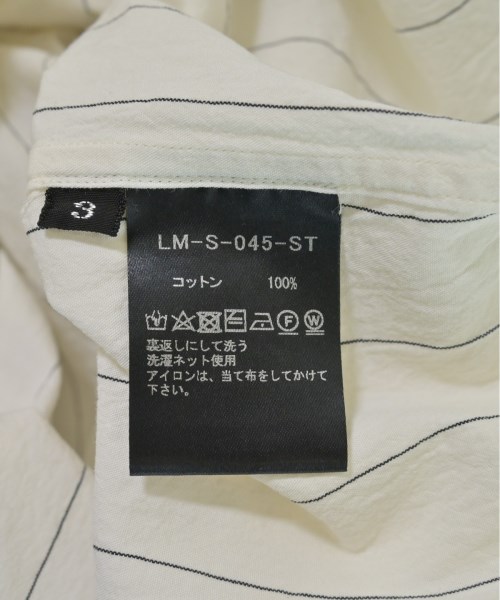 3
LM-S-045-ST
コットン 100%
F W
裏返しにして洗う
洗濯ネット使用
アイロンは、当て布をしてかけて
下さい。